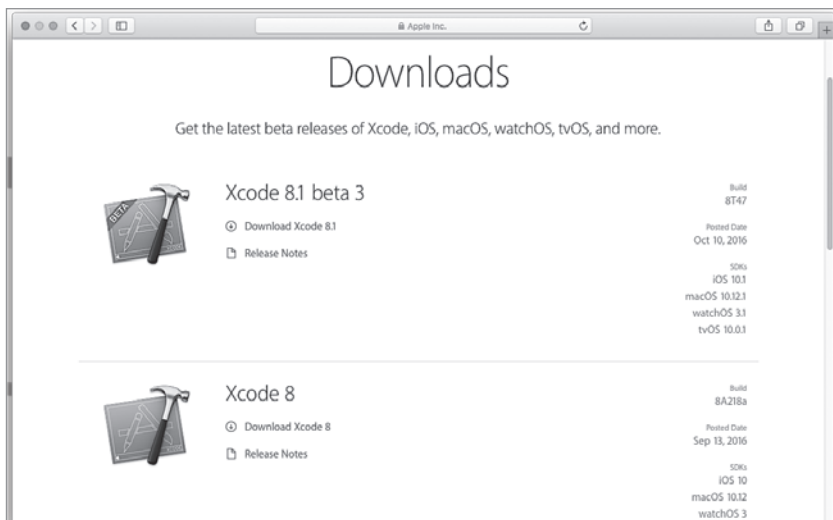 Apple Inc.
Downloads
Get the latest beta releases of Xcode, iOS, macOS, watchOS, tvOS, and more.
BETA
Xcode 8.1 beta 3
Download Xcode 8.1
Release Notes
Build
8T47
Posted Date
Oct 10, 2016
SDKs
iOS 10.1
macOS 10.12.1
watchOS 3.1
tvOS 10.0.1
Xcode 8
Download Xcode 8
Release Notes
Build
8A218a
Posted Date
Sep 13, 2016
SDKs
iOS 10
macOS 10.12
watchOS 3